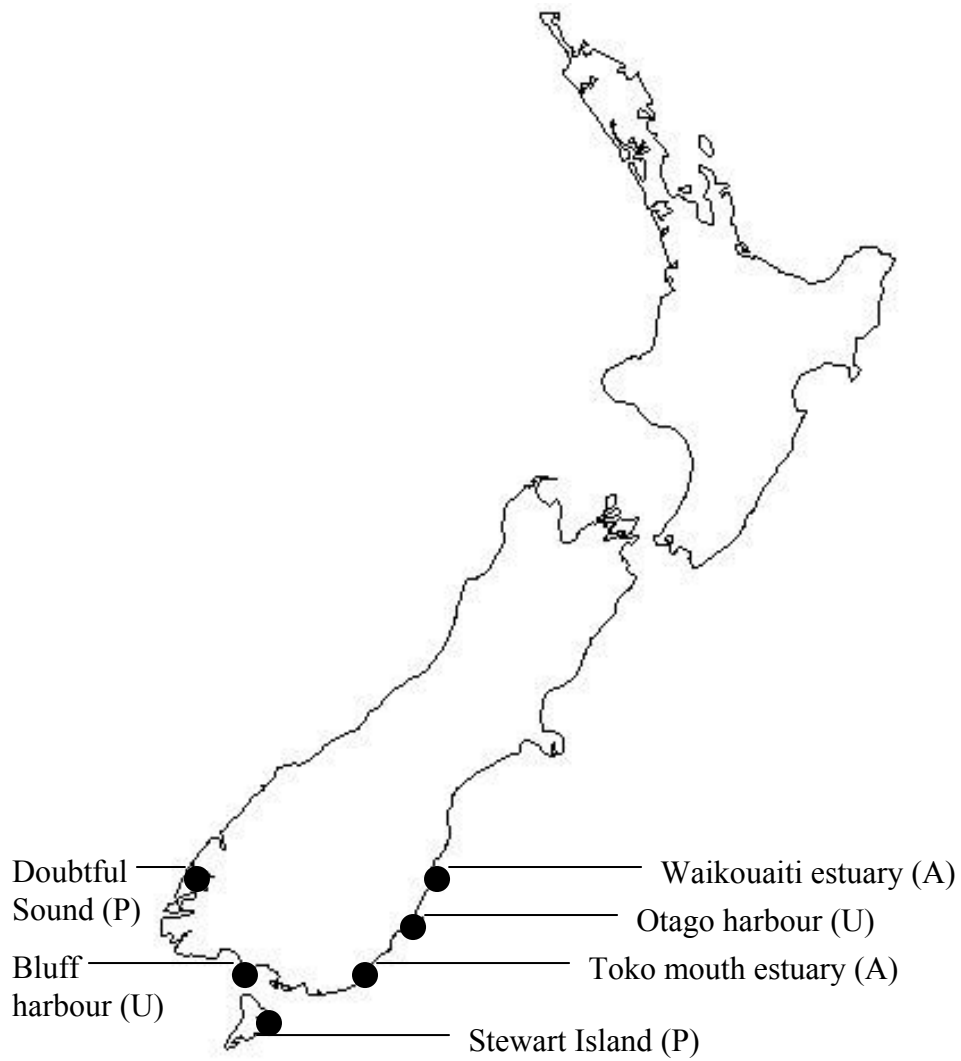 Doubtful
Sound (P)
Waikouaiti estuary (A)
Otago harbour (U)
Bluff
harbour (U)
Toko mouth estuary (A)
Stewart Island (P)